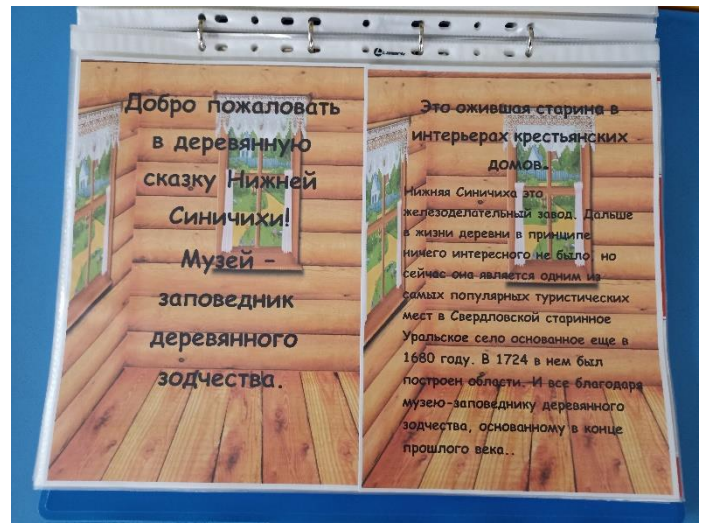 Добро пожаловать
в деревянную
сказку Нижней
Синичихи!
Музей –
заповедник
деревянного
зодчества.
Это ожившая старина в
интерьерах крестьянских
домов.
Нижняя Синичиха это
железоделательный завод. Дальше
в жизни деревни в принципе
ничего интересного не было, но
сейчас она является одним из
самых популярных туристических
мест в Свердловской старинное
Уральское село основанное еще в
1680 году. В 1724 в нем был
построен области. И все благодаря
музею-заповеднику деревянного
зодчества, основанному в конце
прошлого века..